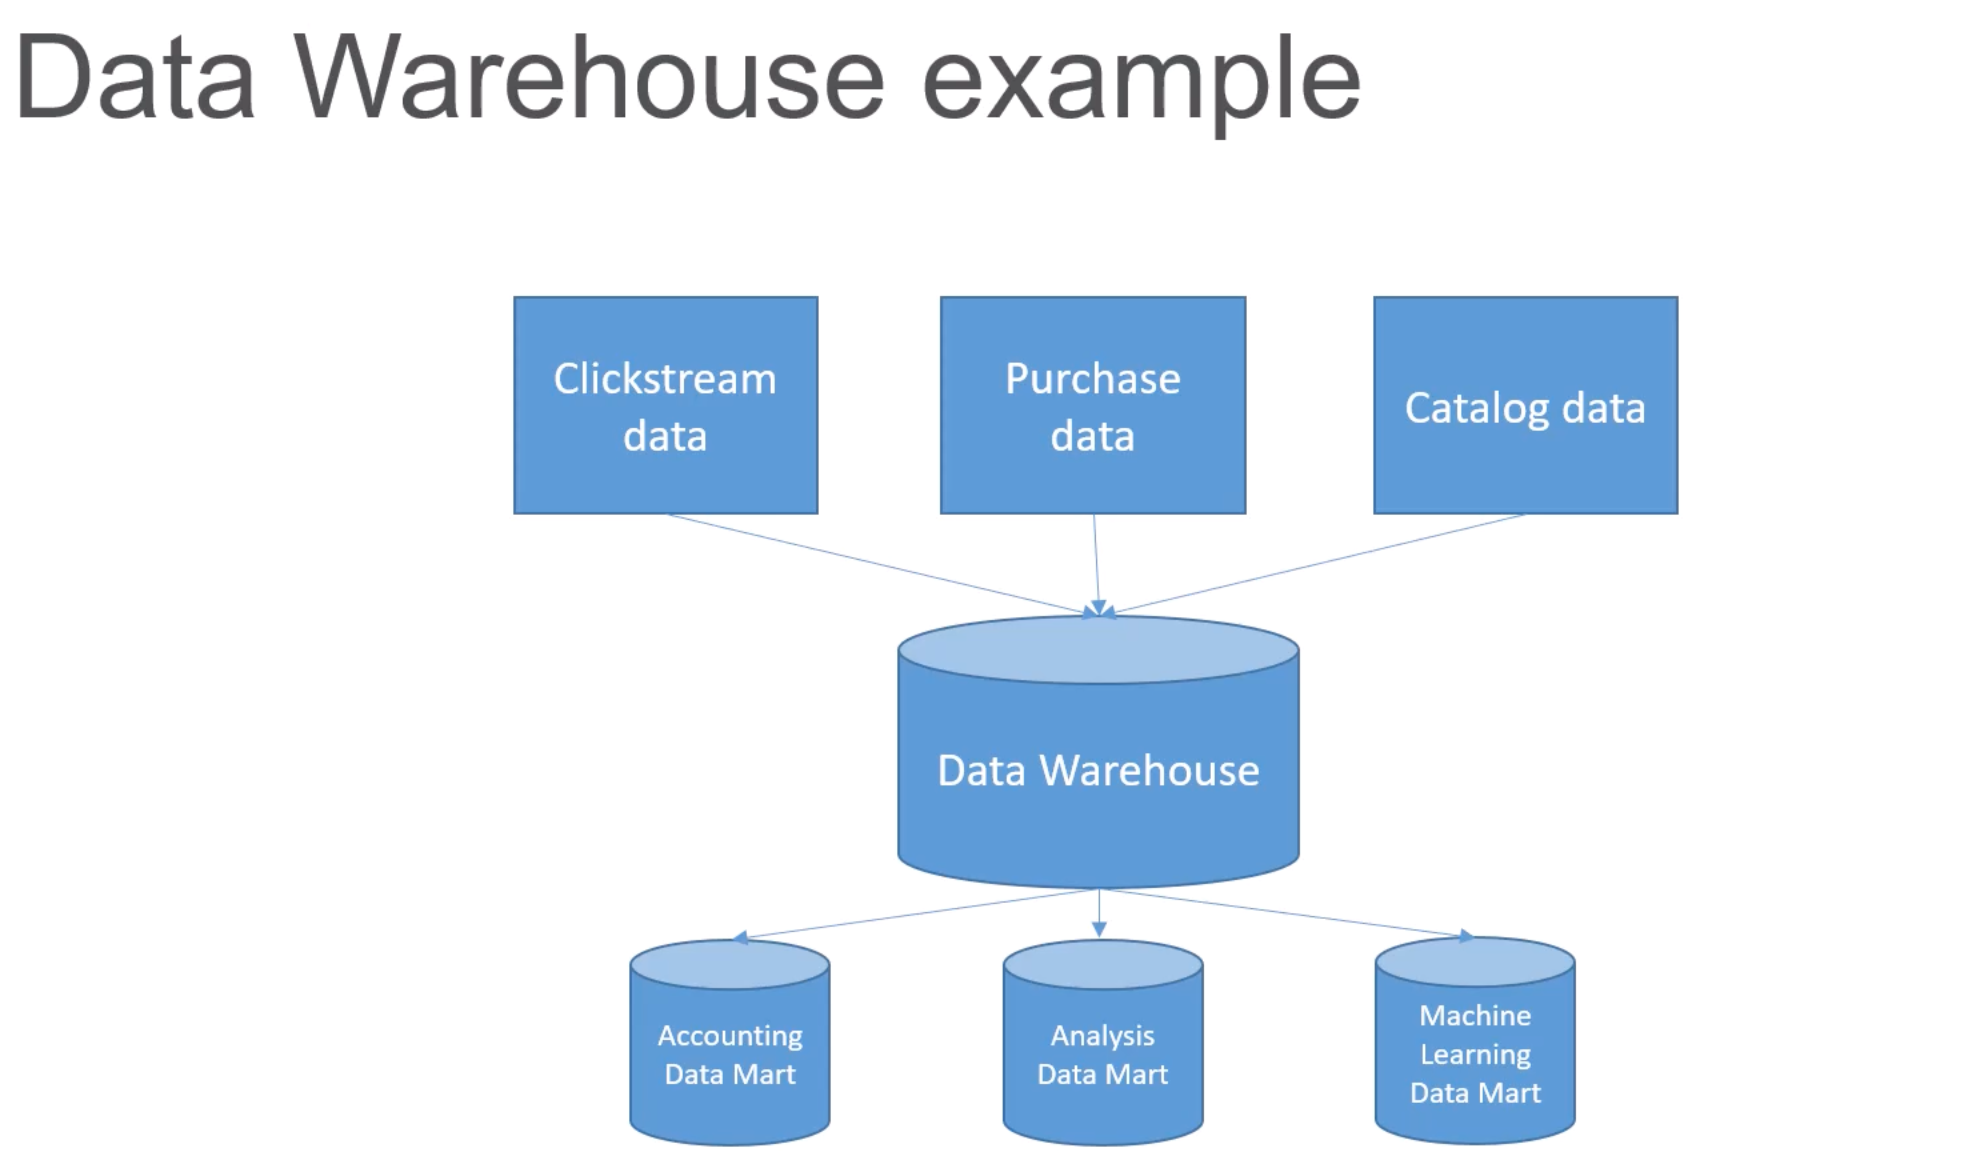 Data Warehouse example
Clickstream
data
Purchase
data
Catalog data
Data Warehouse
Accounting
Data Mart
Analysis
Data Mart
Machine
Learning
Data Mart